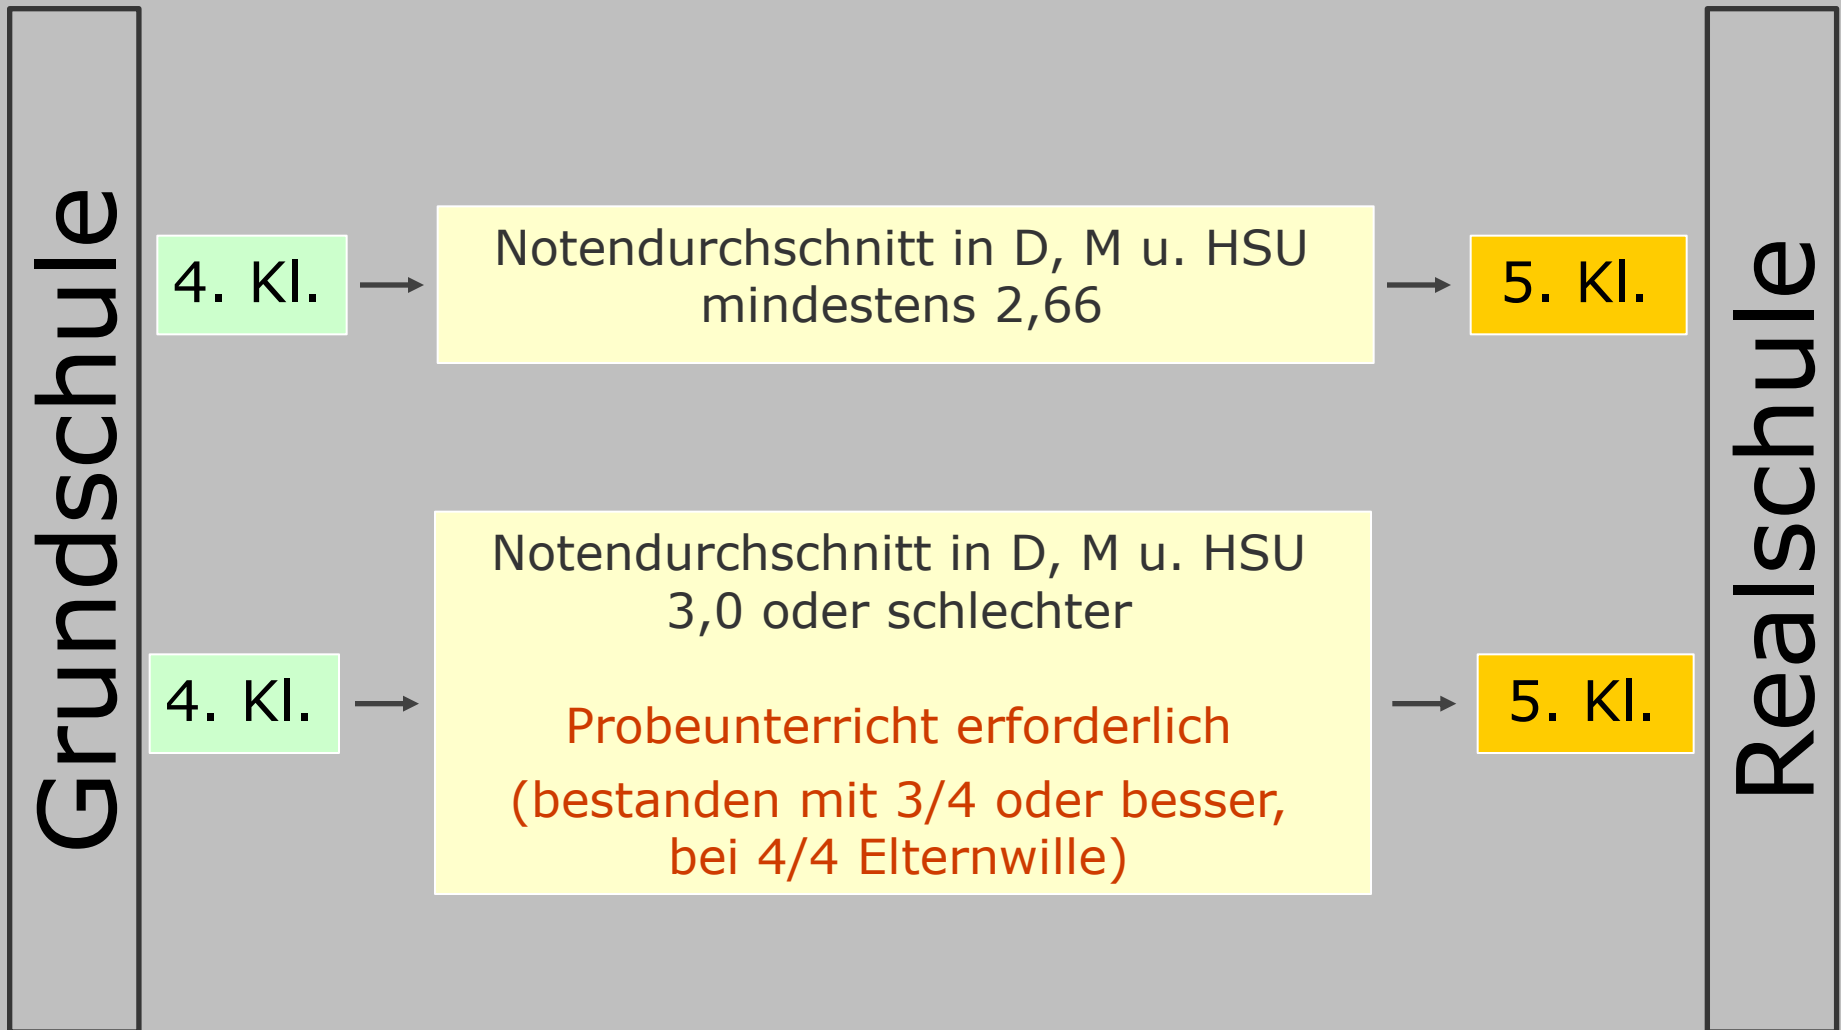 Grundschule
4. Kl.
Notendurchschnitt in D, M u. HSU
mindestens 2,66
5. Kl.
4. Kl.
Notendurchschnitt in D, M u. HSU
3,0 oder schlechter
Probeunterricht erforderlich
(bestanden mit 3/4 oder besser,
bei 4/4 Elternwille)
5. Kl.
Realschule